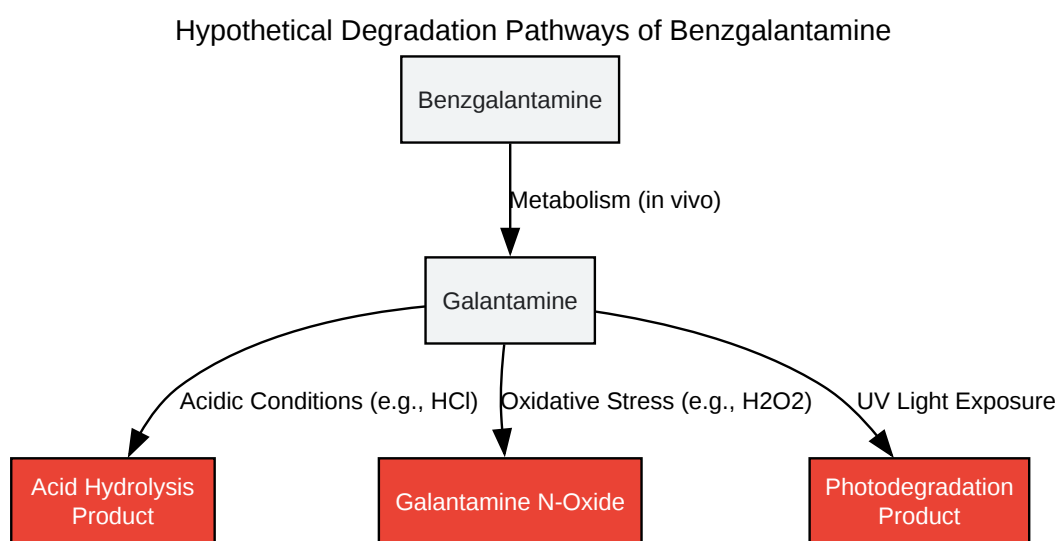 Hypothetical Degradation Pathways of Benzgalantamine
Benzgalantamine
Metabolism (in vivo)
Galantamine
Acidic Conditions (e.g., HCl)
Oxidative Stress (e.g., H2O2)
UV Light Exposure
Acid Hydrolysis
Product
Galantamine N-Oxide
Photodegradation
Product